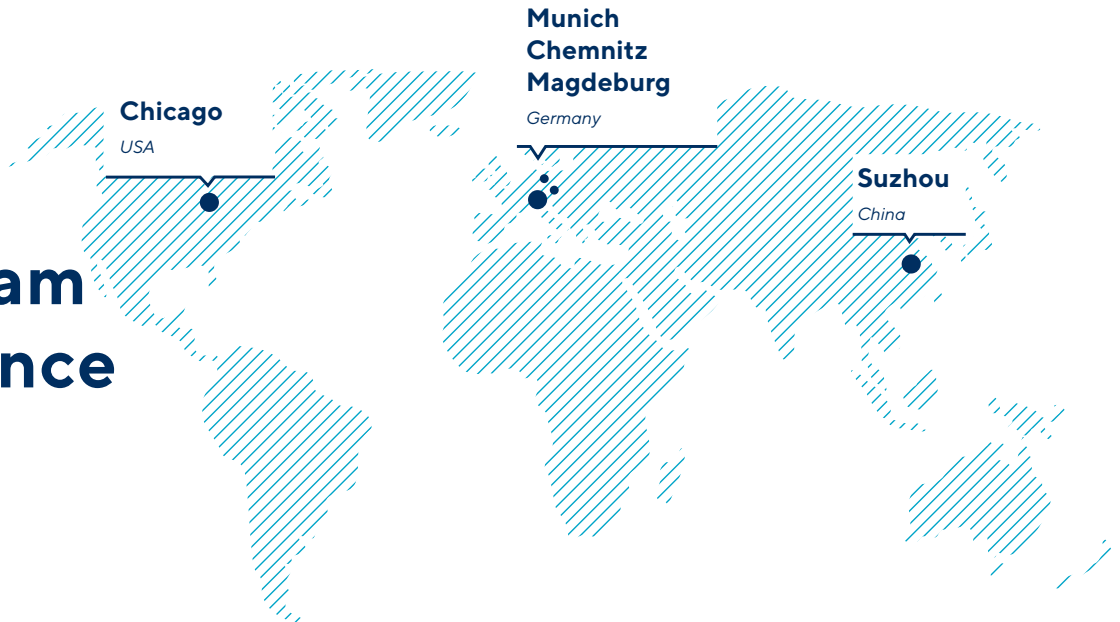 Munich
Chemnitz
Magdeburg
Germany
Chicago
USA
Suzhou
China
am
nce